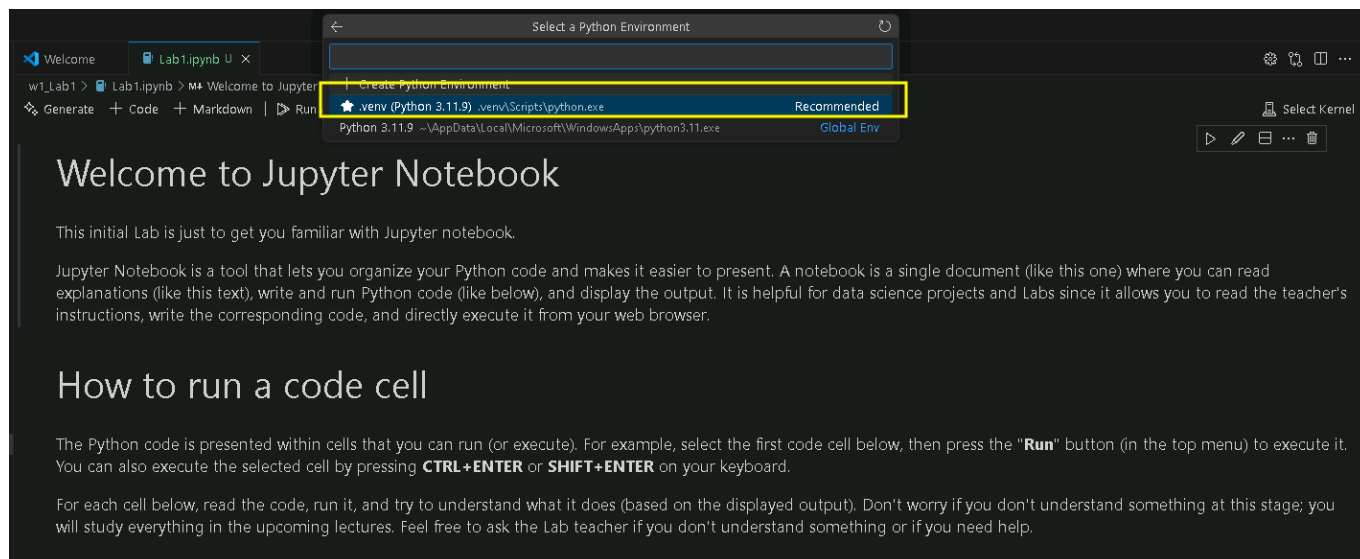 Select a Python Environment
Welcome
Lab1.ipynb U
w1_Lab1 > Lab1.ipynb > M↓ Welcome to Jupyter
Create Python Environment
Generate + Code + Markdown | Run
.venv (Python 3.11.9) .venv\Scripts\python.exe Recommended
Select Kernel
Python 3.11.9 ~\AppData\Local\Microsoft\WindowsApps\python3.11.exe Global Env
Welcome to Jupyter Notebook
This initial Lab is just to get you familiar with Jupyter notebook.
Jupyter Notebook is a tool that lets you organize your Python code and makes it easier to present. A notebook is a single document (like this one) where you can read
explanations (like this text), write and run Python code (like below), and display the output. It is helpful for data science projects and Labs since it allows you to read the teacher's
instructions, write the corresponding code, and directly execute it from your web browser.
How to run a code cell
The Python code is presented within cells that you can run (or execute). For example, select the first code cell below, then press the "Run" button (in the top menu) to execute it.
You can also execute the selected cell by pressing CTRL+ENTER or SHIFT+ENTER on your keyboard.
For each cell below, read the code, run it, and try to understand what it does (based on the displayed output). Don't worry if you don't understand something at this stage; you
will study everything in the upcoming lectures. Feel free to ask the Lab teacher if you don't understand something or if you need help.